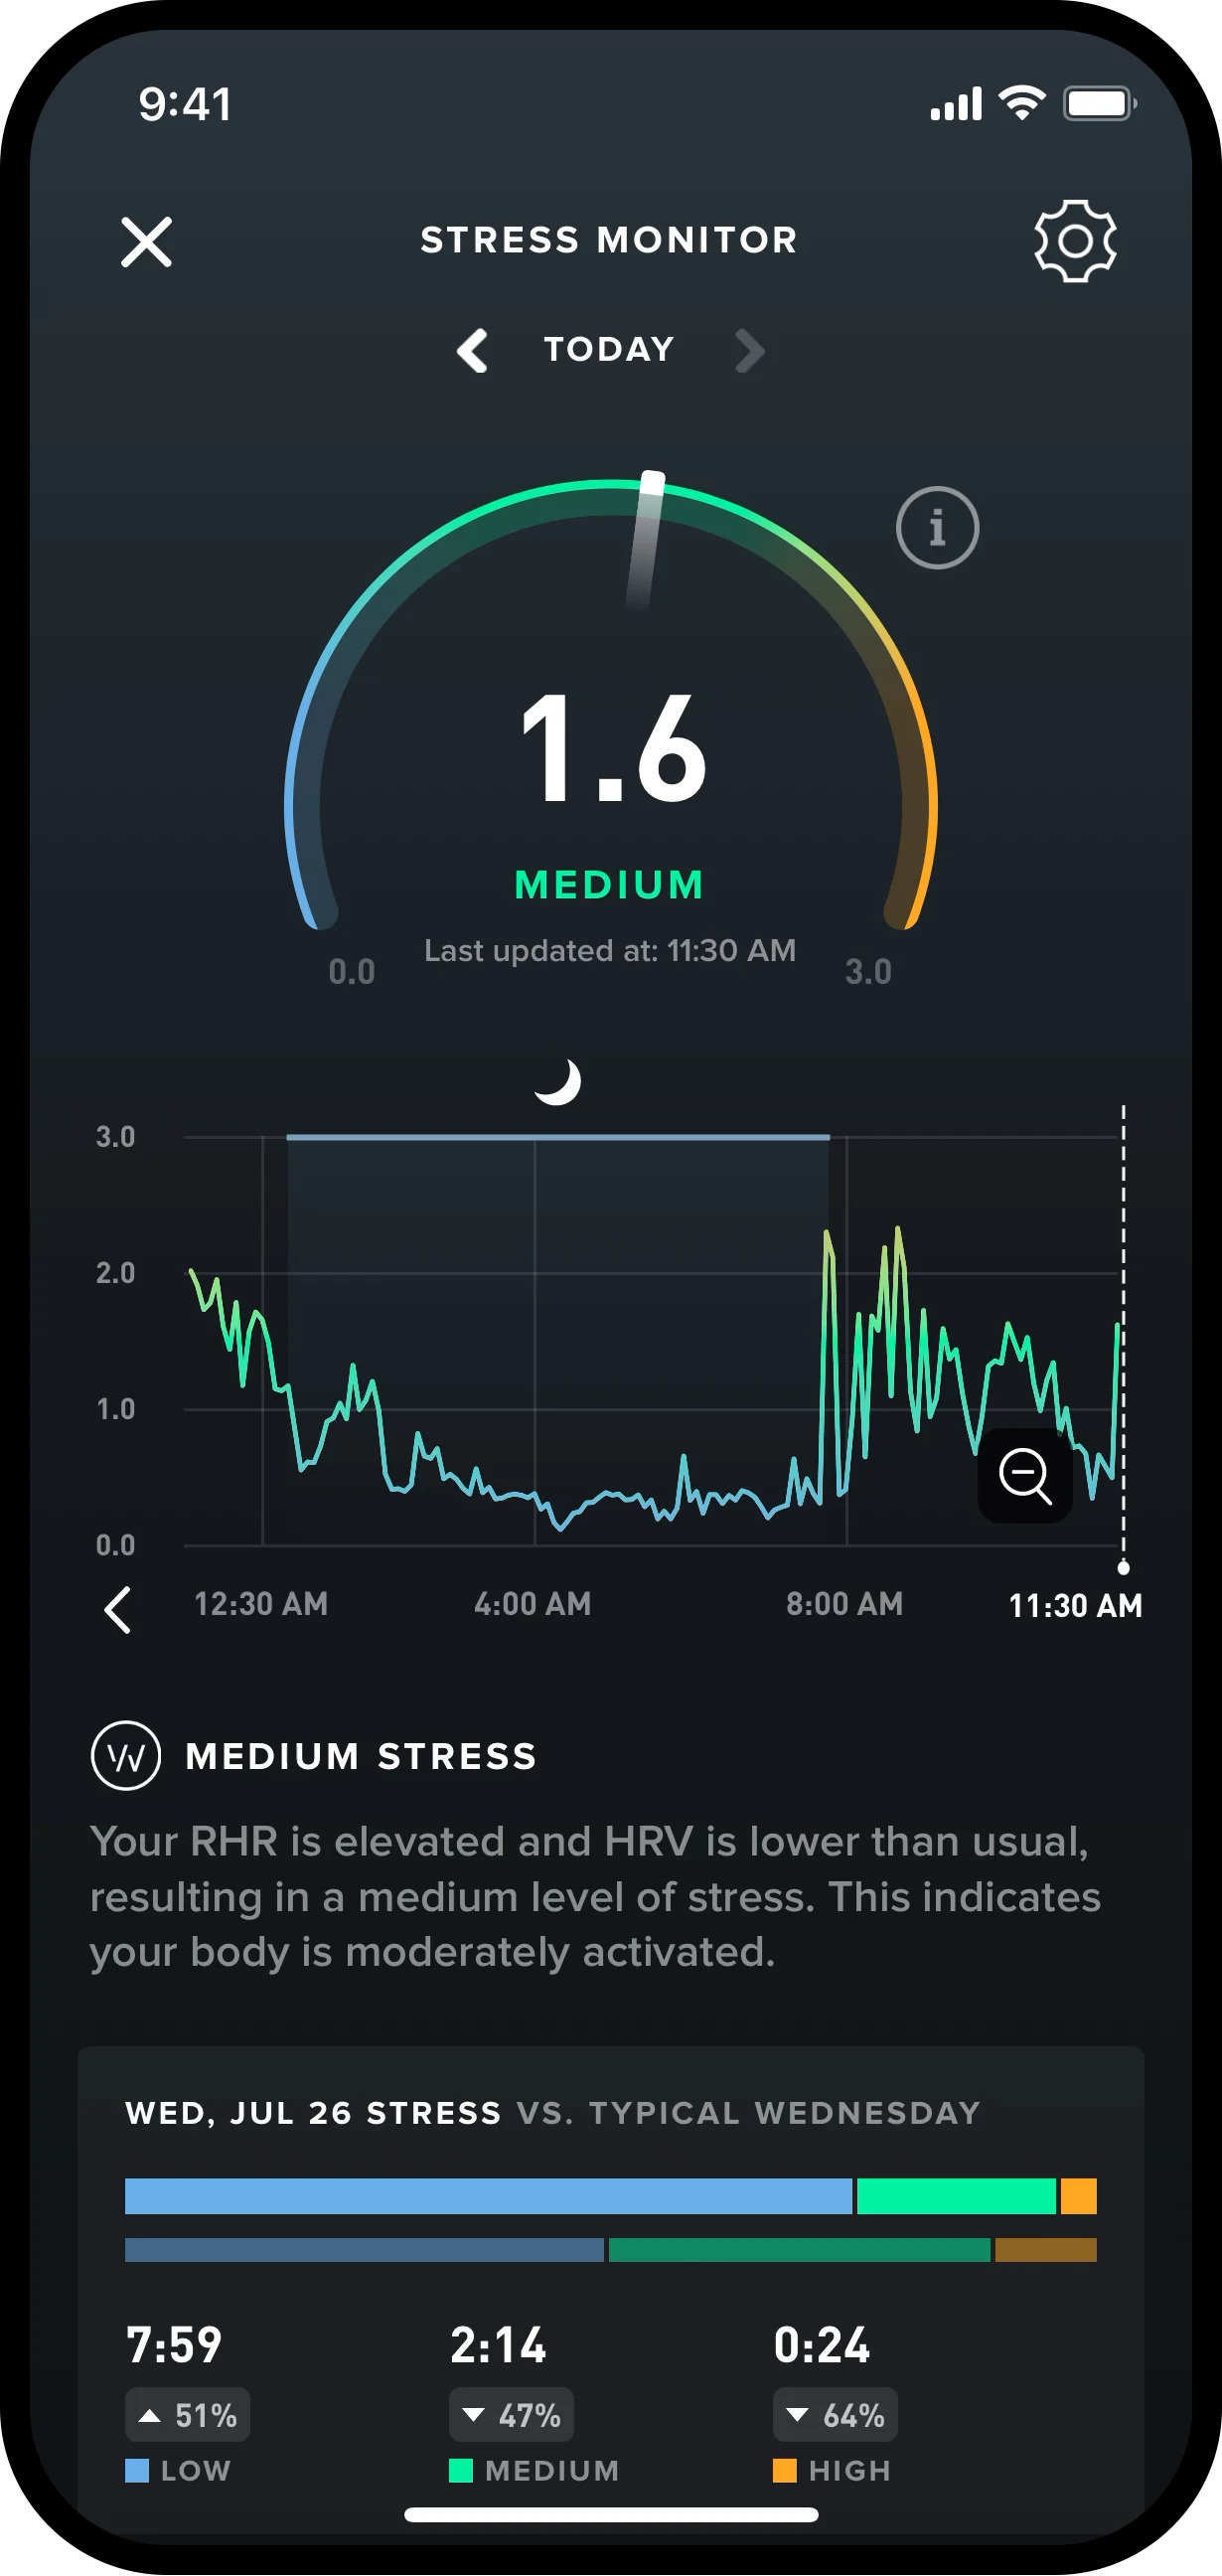 9:41
STRESS MONITOR
TODAY
i
1.6
MEDIUM
Last updated at: 11:30 AM
0.0 3.0
3.0
2.0
1.0
0.0
12:30 AM 4:00 AM 8:00 AM 11:30 AM
W MEDIUM STRESS
Your RHR is elevated and HRV is lower than usual,
resulting in a medium level of stress. This indicates
your body is moderately activated.
WED, JUL 26 STRESS VS. TYPICAL WEDNESDAY
7:59 2:14 0:24
51% 47% 64%
LOW MEDIUM HIGH